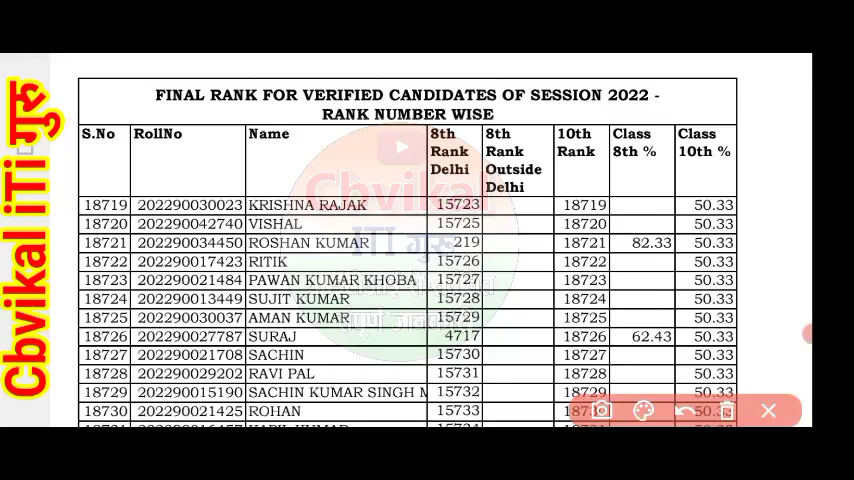 Cbvikal iTi गुरु
FINAL RANK FOR VERIFIED CANDIDATES OF SESSION 2022 -
RANK NUMBER WISE
S.No RollNo Name 8th Rank Delhi 8th Rank Outside Delhi 10th Rank Class 8th % Class 10th %
18719 202290030023 KRISHNA RAJAK 15723 18719 50.33
18720 202290042740 VISHAL 15725 18720 50.33
18721 202290034450 ROSHAN KUMAR 219 18721 82.33 50.33
18722 202290017423 RITIK 15726 18722 50.33
18723 202290021484 PAWAN KUMAR KHOBA 15727 18723 50.33
18724 202290013449 SUJIT KUMAR 15728 18724 50.33
18725 202290030037 AMAN KUMAR 15729 18725 50.33
18726 202290027787 SURAJ 4717 18726 62.43 50.33
18727 202290021708 SACHIN 15730 18727 50.33
18728 202290029202 RAVI PAL 15731 18728 50.33
18729 202290015190 SACHIN KUMAR SINGH M 15732 18729 50.33
18730 202290021425 ROHAN 15733 50.33
Cbvikal
ITI गुरु